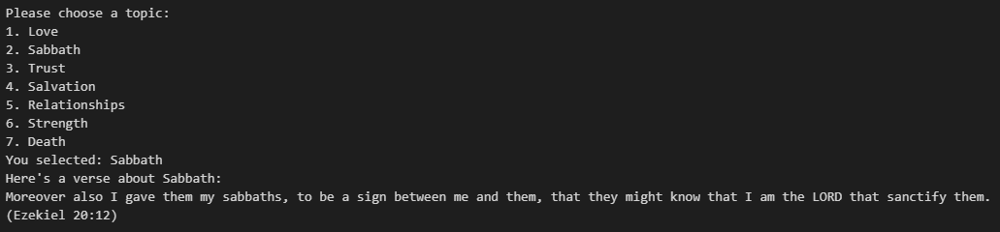 Please choose a topic:
1. Love
2. Sabbath
3. Trust
4. Salvation
5. Relationships
6. Strength
7. Death
You selected: Sabbath
Here's a verse about Sabbath:
Moreover also I gave them my sabbaths, to be a sign between me and them, that they might know that I am the LORD that sanctify them.
(Ezekiel 20:12)